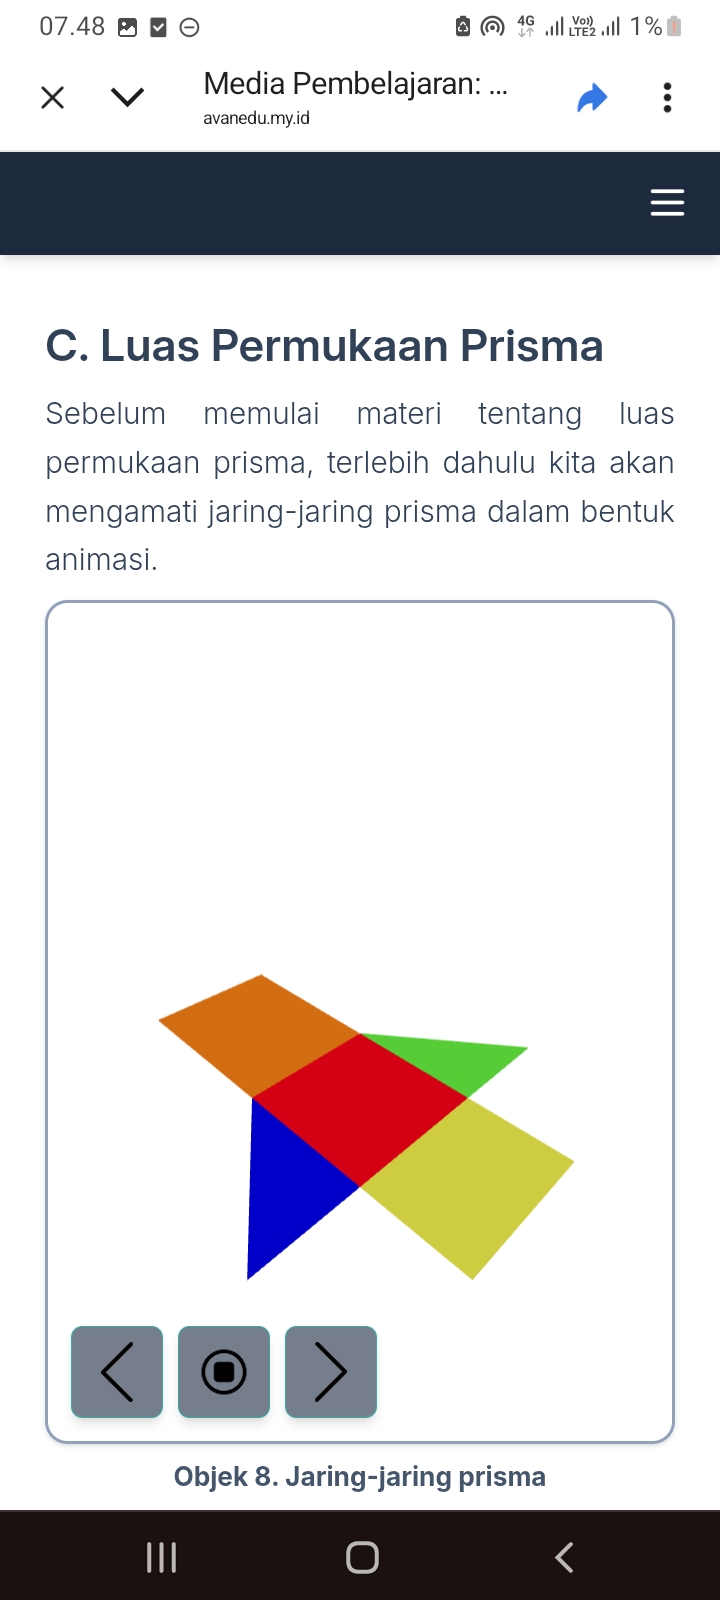 07.48
4G
Vo))
LTE2
1%
Media Pembelajaran: ...
avanedu.my.id
C. Luas Permukaan Prisma
Sebelum memulai materi tentang luas
permukaan prisma, terlebih dahulu kita akan
mengamati jaring-jaring prisma dalam bentuk
animasi.
Objek 8. Jaring-jaring prisma